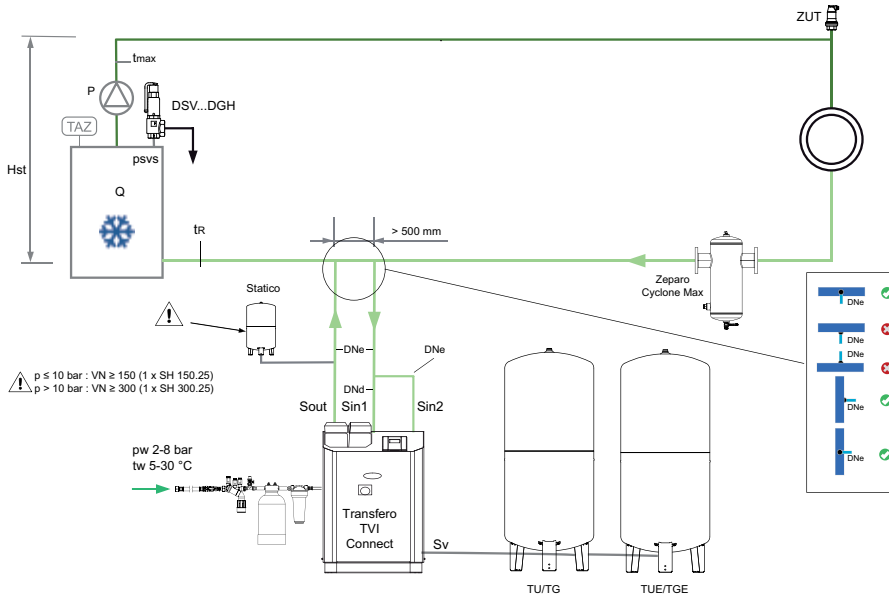 ZUT
tmax
P
DSV...DGH
TAZ
psvs
Hst
Q
tR
> 500 mm
Zeparo
Cyclone Max
Statico
DNe
DNe
DNd
p ≤ 10 bar : VN ≥ 150 (1 x SH 150.25)
p > 10 bar : VN ≥ 300 (1 x SH 300.25)
Sout
Sin1
Sin2
pw 2-8 bar
tw 5-30 °C
Transfero
TVI
Connect
Sv
TU/TG
TUE/TGE
DNe
DNe
DNe
DNe
DNe